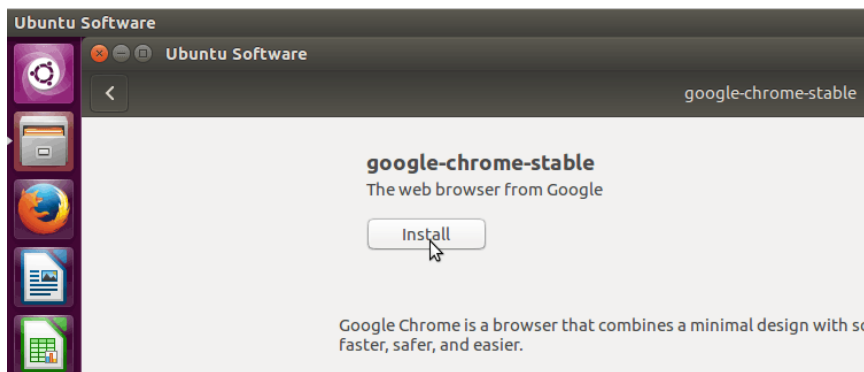 Ubuntu Software
Ubuntu Software
google-chrome-stable
google-chrome-stable
The web browser from Google
Install
Google Chrome is a browser that combines a minimal design with
faster, safer, and easier.